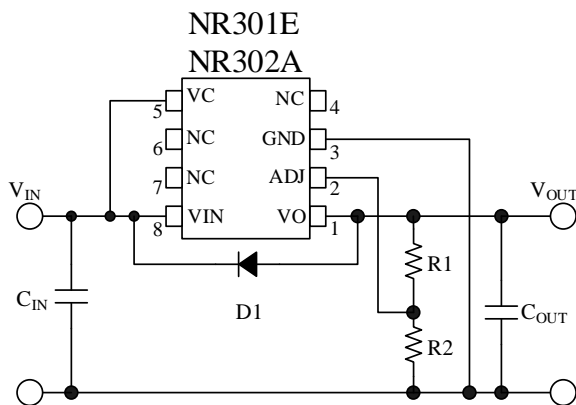 NR301E
NR302A
VC NC
5 4
NC GND
6 3
NC ADJ
7 2
VIN VO
8 1
VIN
VOUT
R1
CIN
D1
COUT
R2